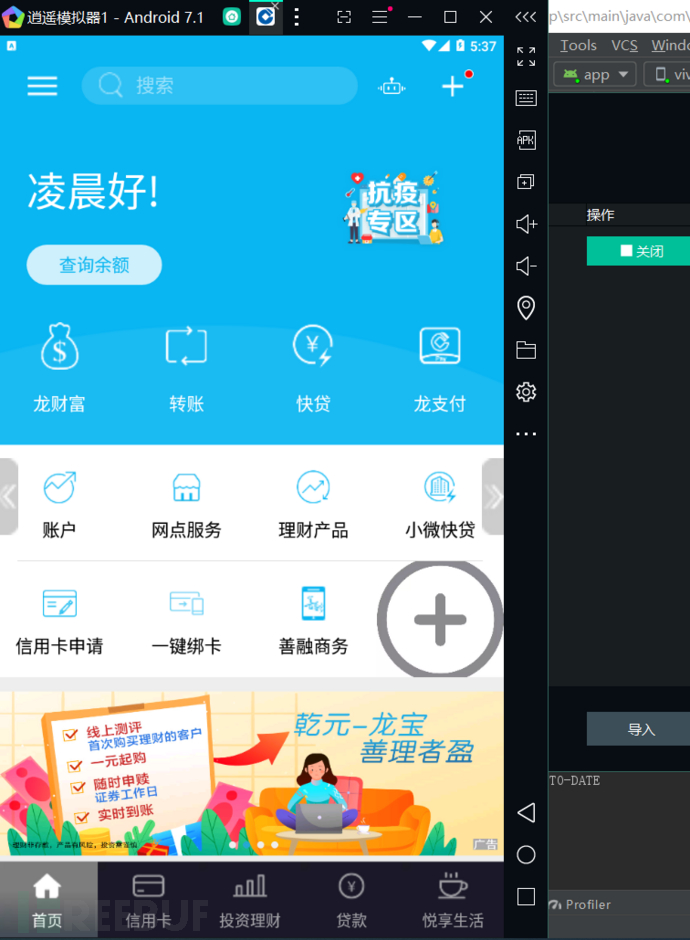 逍遥模拟器1 - Android 7.1
p\src\main\java\com\
5:37
Tools VCS Windo
app
viv
搜索
凌晨好!
抗疫
专区
操作
查询余额
关闭
龙财富 转账 快贷 龙支付
账户 网点服务 理财产品 小微快贷
信用卡申请 一键绑卡 善融商务
线上测评
首次购买理财的客户
一元起购
随时申赎
证券工作日
实时到账
乾元-龙宝
善理者盈
广告
导入
TO-DATE
首页 信用卡 投资理财 贷款 悦享生活
Profiler
REEBUF
APK